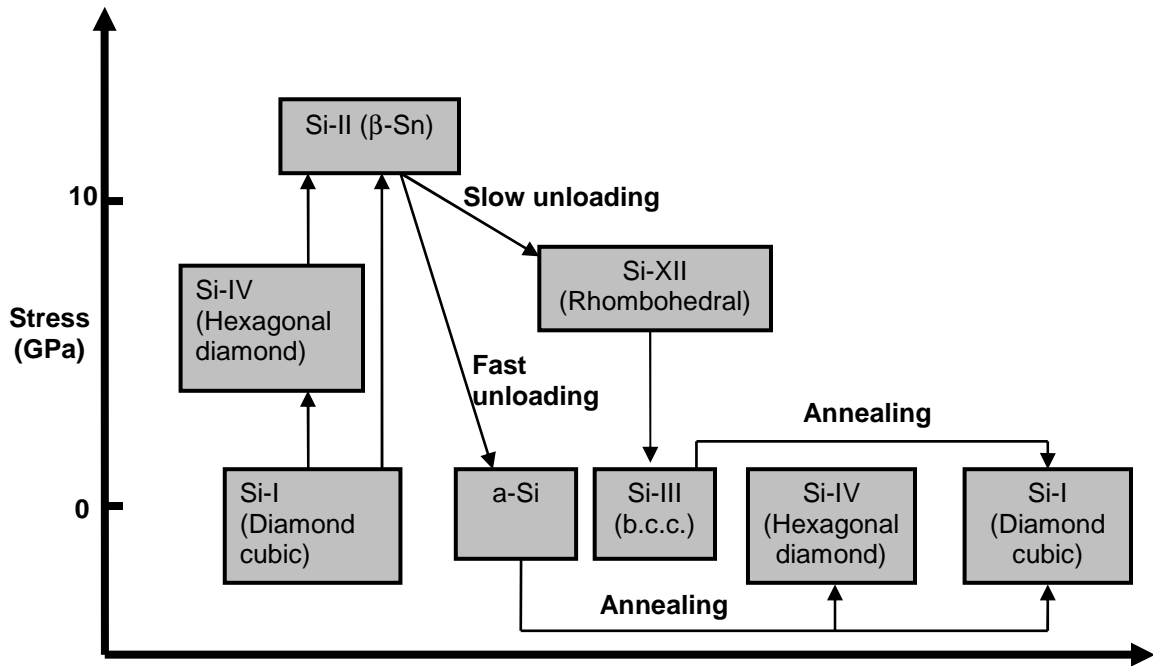 Si-II (β-Sn)
10
Slow unloading
Si-XII
(Rhombohedral)
Si-IV
(Hexagonal
diamond)
Stress
(GPa)
Fast
unloading
Annealing
0
Si-I
(Diamond
cubic)
a-Si
Si-III
(b.c.c.)
Si-IV
(Hexagonal
diamond)
Si-I
(Diamond
cubic)
Annealing